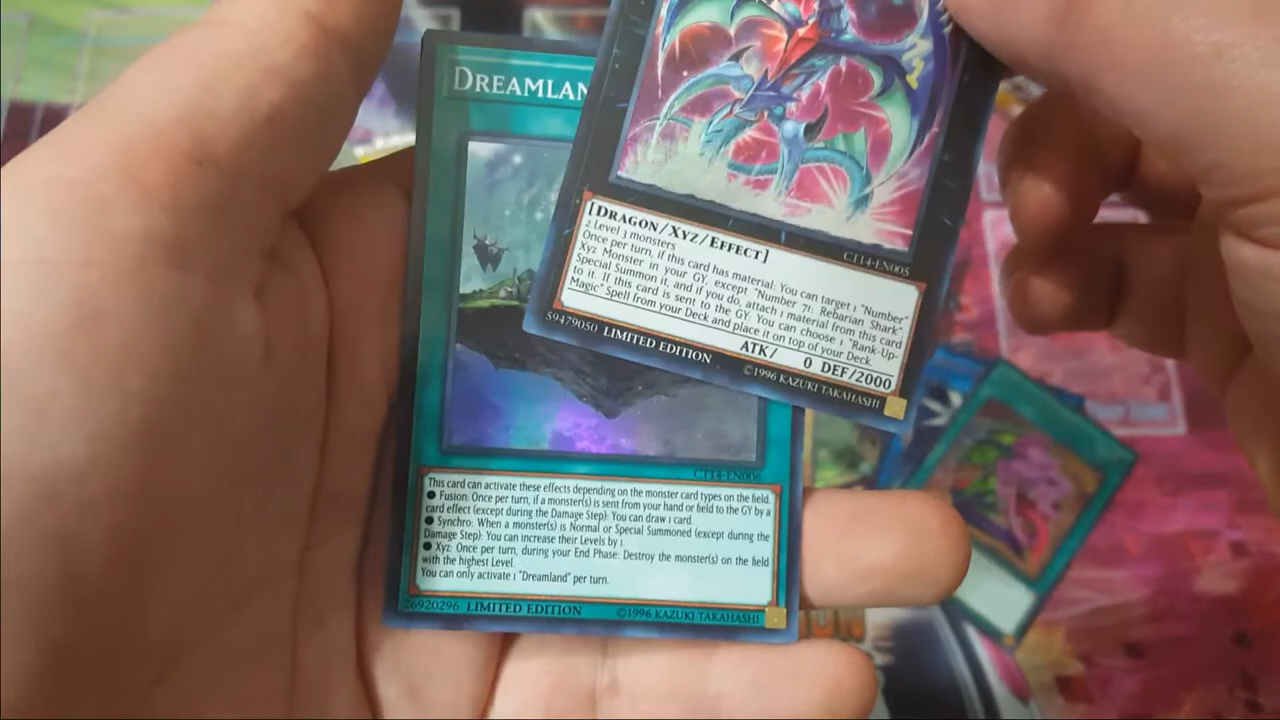 DREAMLAN
[DRAGON/XYZ/EFFECT]
CT14-EN005
2 Level 3 monsters
Once per turn, if this card has material: You can target 1 "Number"
Xyz Monster in your GY, except "Number 71: Rebarian Shark";
Special Summon it, and if you do, attach 1 material from this card
to it. If this card is sent to the GY: You can choose 1 "Rank-Up-
Magic" Spell from your Deck and place it on top of your Deck.
ATK/ 0 DEF/2000
59479050 LIMITED EDITION
©1996 KAZUKI TAKAHASHI
CT14-EN006
This card can activate these effects depending on the monster card types on the field.
● Fusion: Once per turn, if a monster(s) is sent from your hand or field to the GY by a
card effect (except during the Damage Step): You can draw 1 card.
● Synchro: When a monster(s) is Normal or Special Summoned (except during the
Damage Step): You can increase their Levels by 1.
● Xyz: Once per turn, during your End Phase: Destroy the monster(s) on the field
with the highest Level.
You can only activate 1 "Dreamland" per turn.
26920296 LIMITED EDITION
©1996 KAZUKI TAKAHASHI